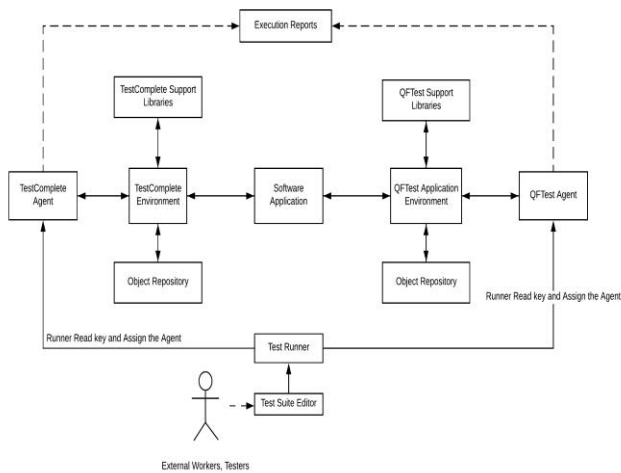 Execution Reports
TestComplete Support
Libraries
QFTest Support
Libraries
TestComplete
Agent
TestComplete
Environment
Software
Application
QFTest Application
Environment
QFTest Agent
Object Repository
Object Repository
Runner Read key and Assign the Agent
Runner Read key and Assign the Agent
Test Runner
Test Suite Editor
External Workers, Testers